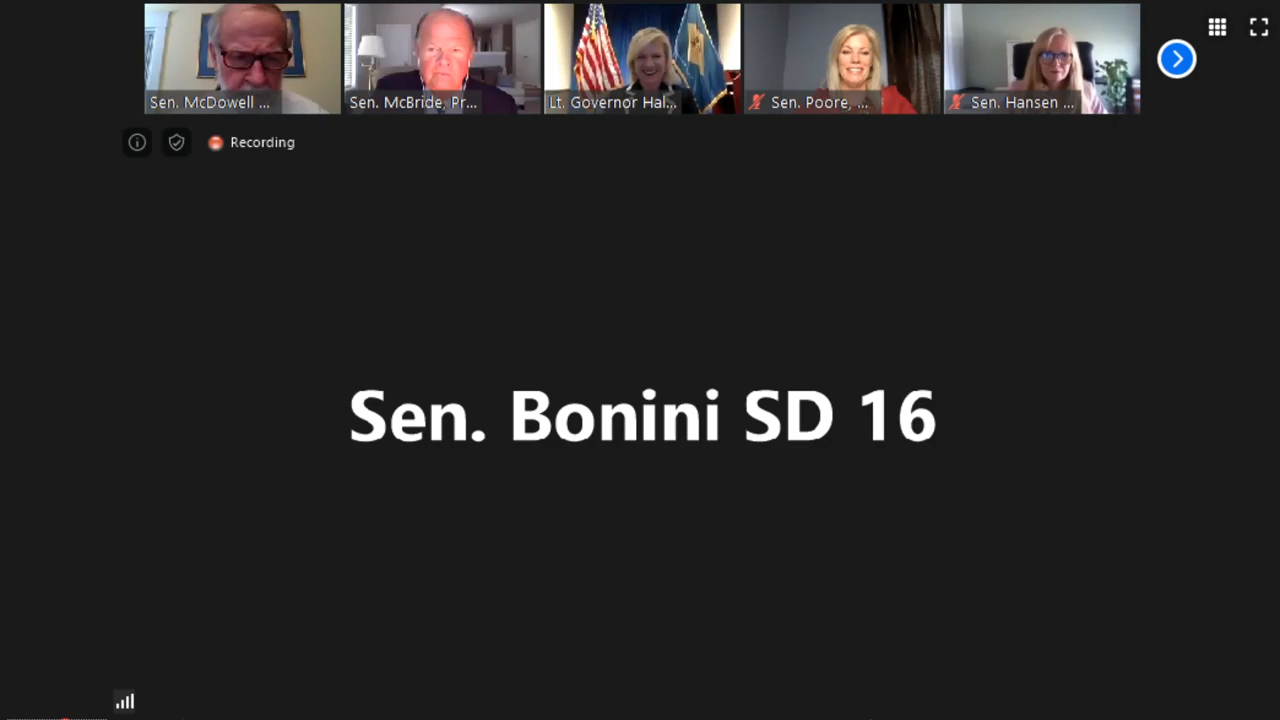 Sen. McDowell ...
Sen. McBride, Pr...
Lt. Governor Hal...
Sen. Poore, ...
Sen. Hansen ...
Recording
Sen. Bonini SD 16